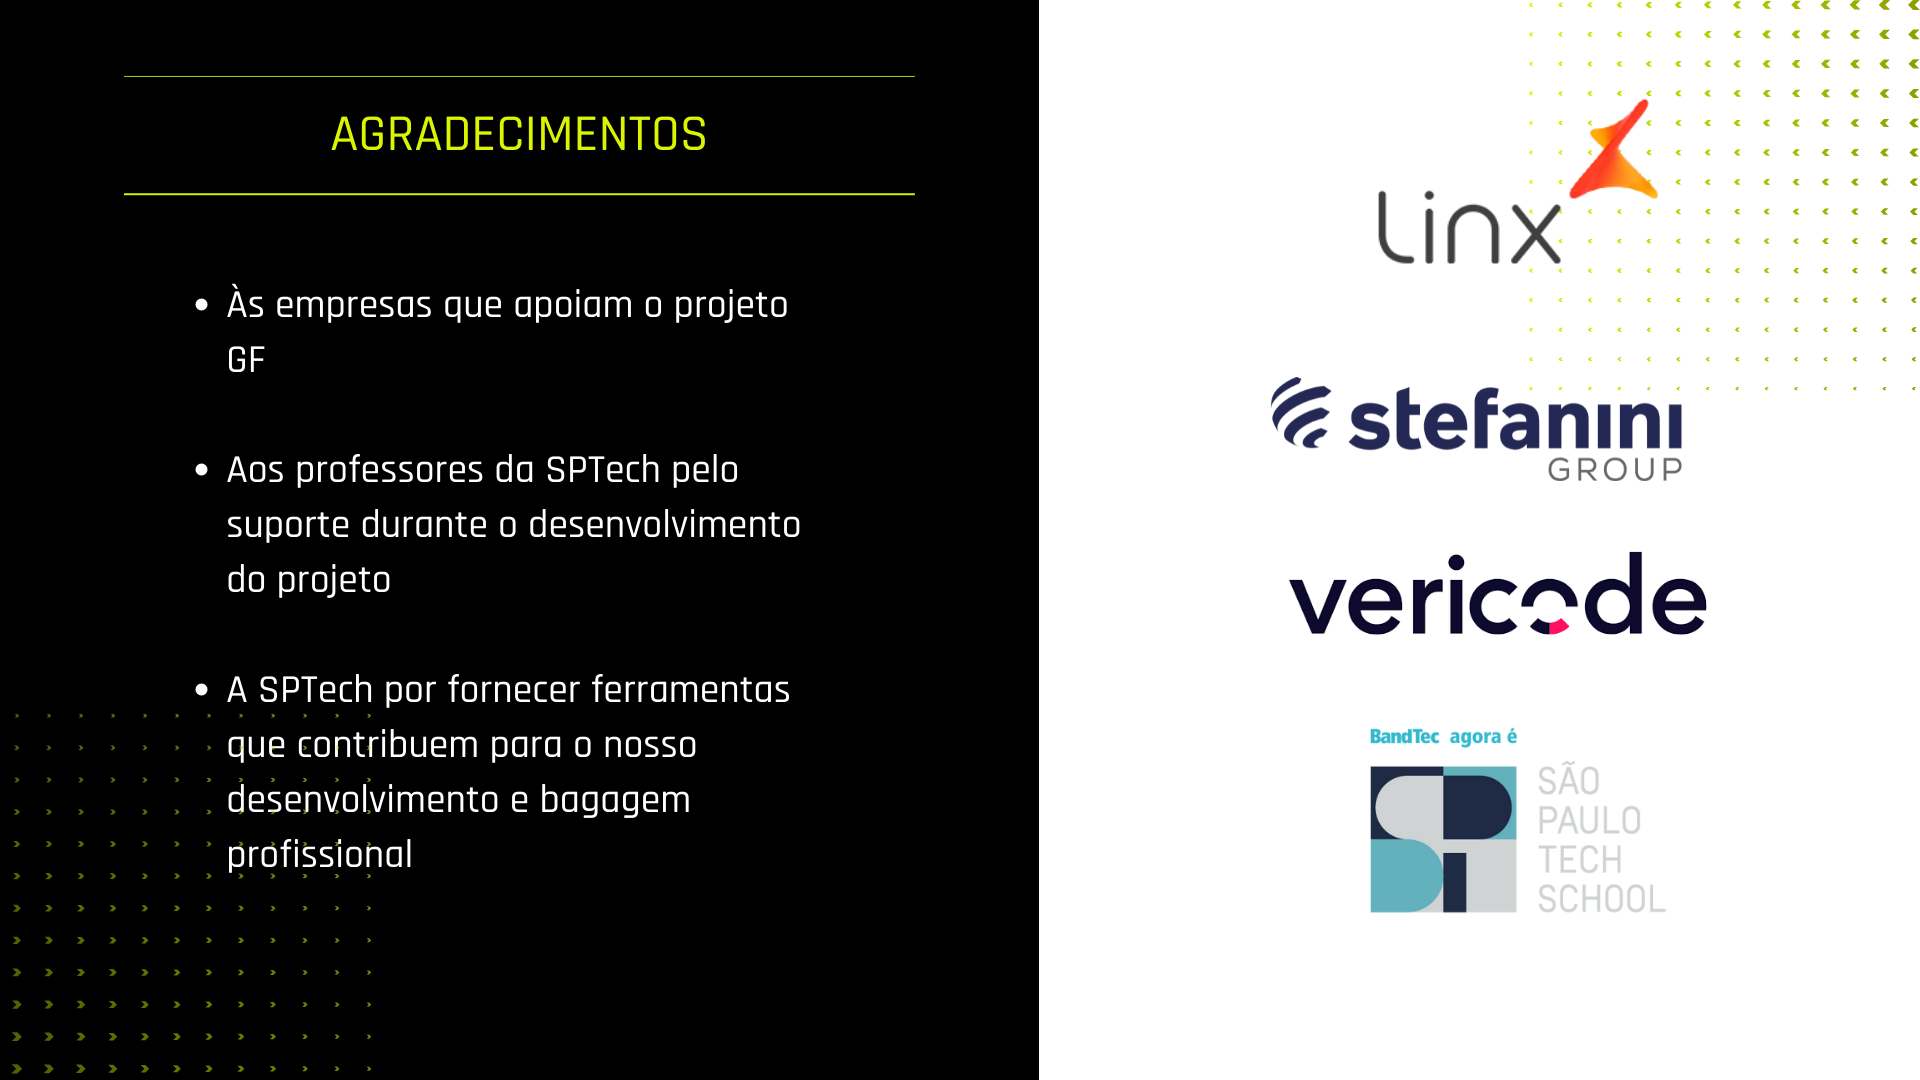 AGRADECIMENTOS
• Às empresas que apoiam o projeto
GF
• Aos professores da SPTech pelo
suporte durante o desenvolvimento
do projeto
• A SPTech por fornecer ferramentas
que contribuem para o nosso
desenvolvimento e bagagem
profissional
Linx
stefanini
GROUP
vericode
BandTec agora é
SÃO
PAULO
TECH
SCHOOL